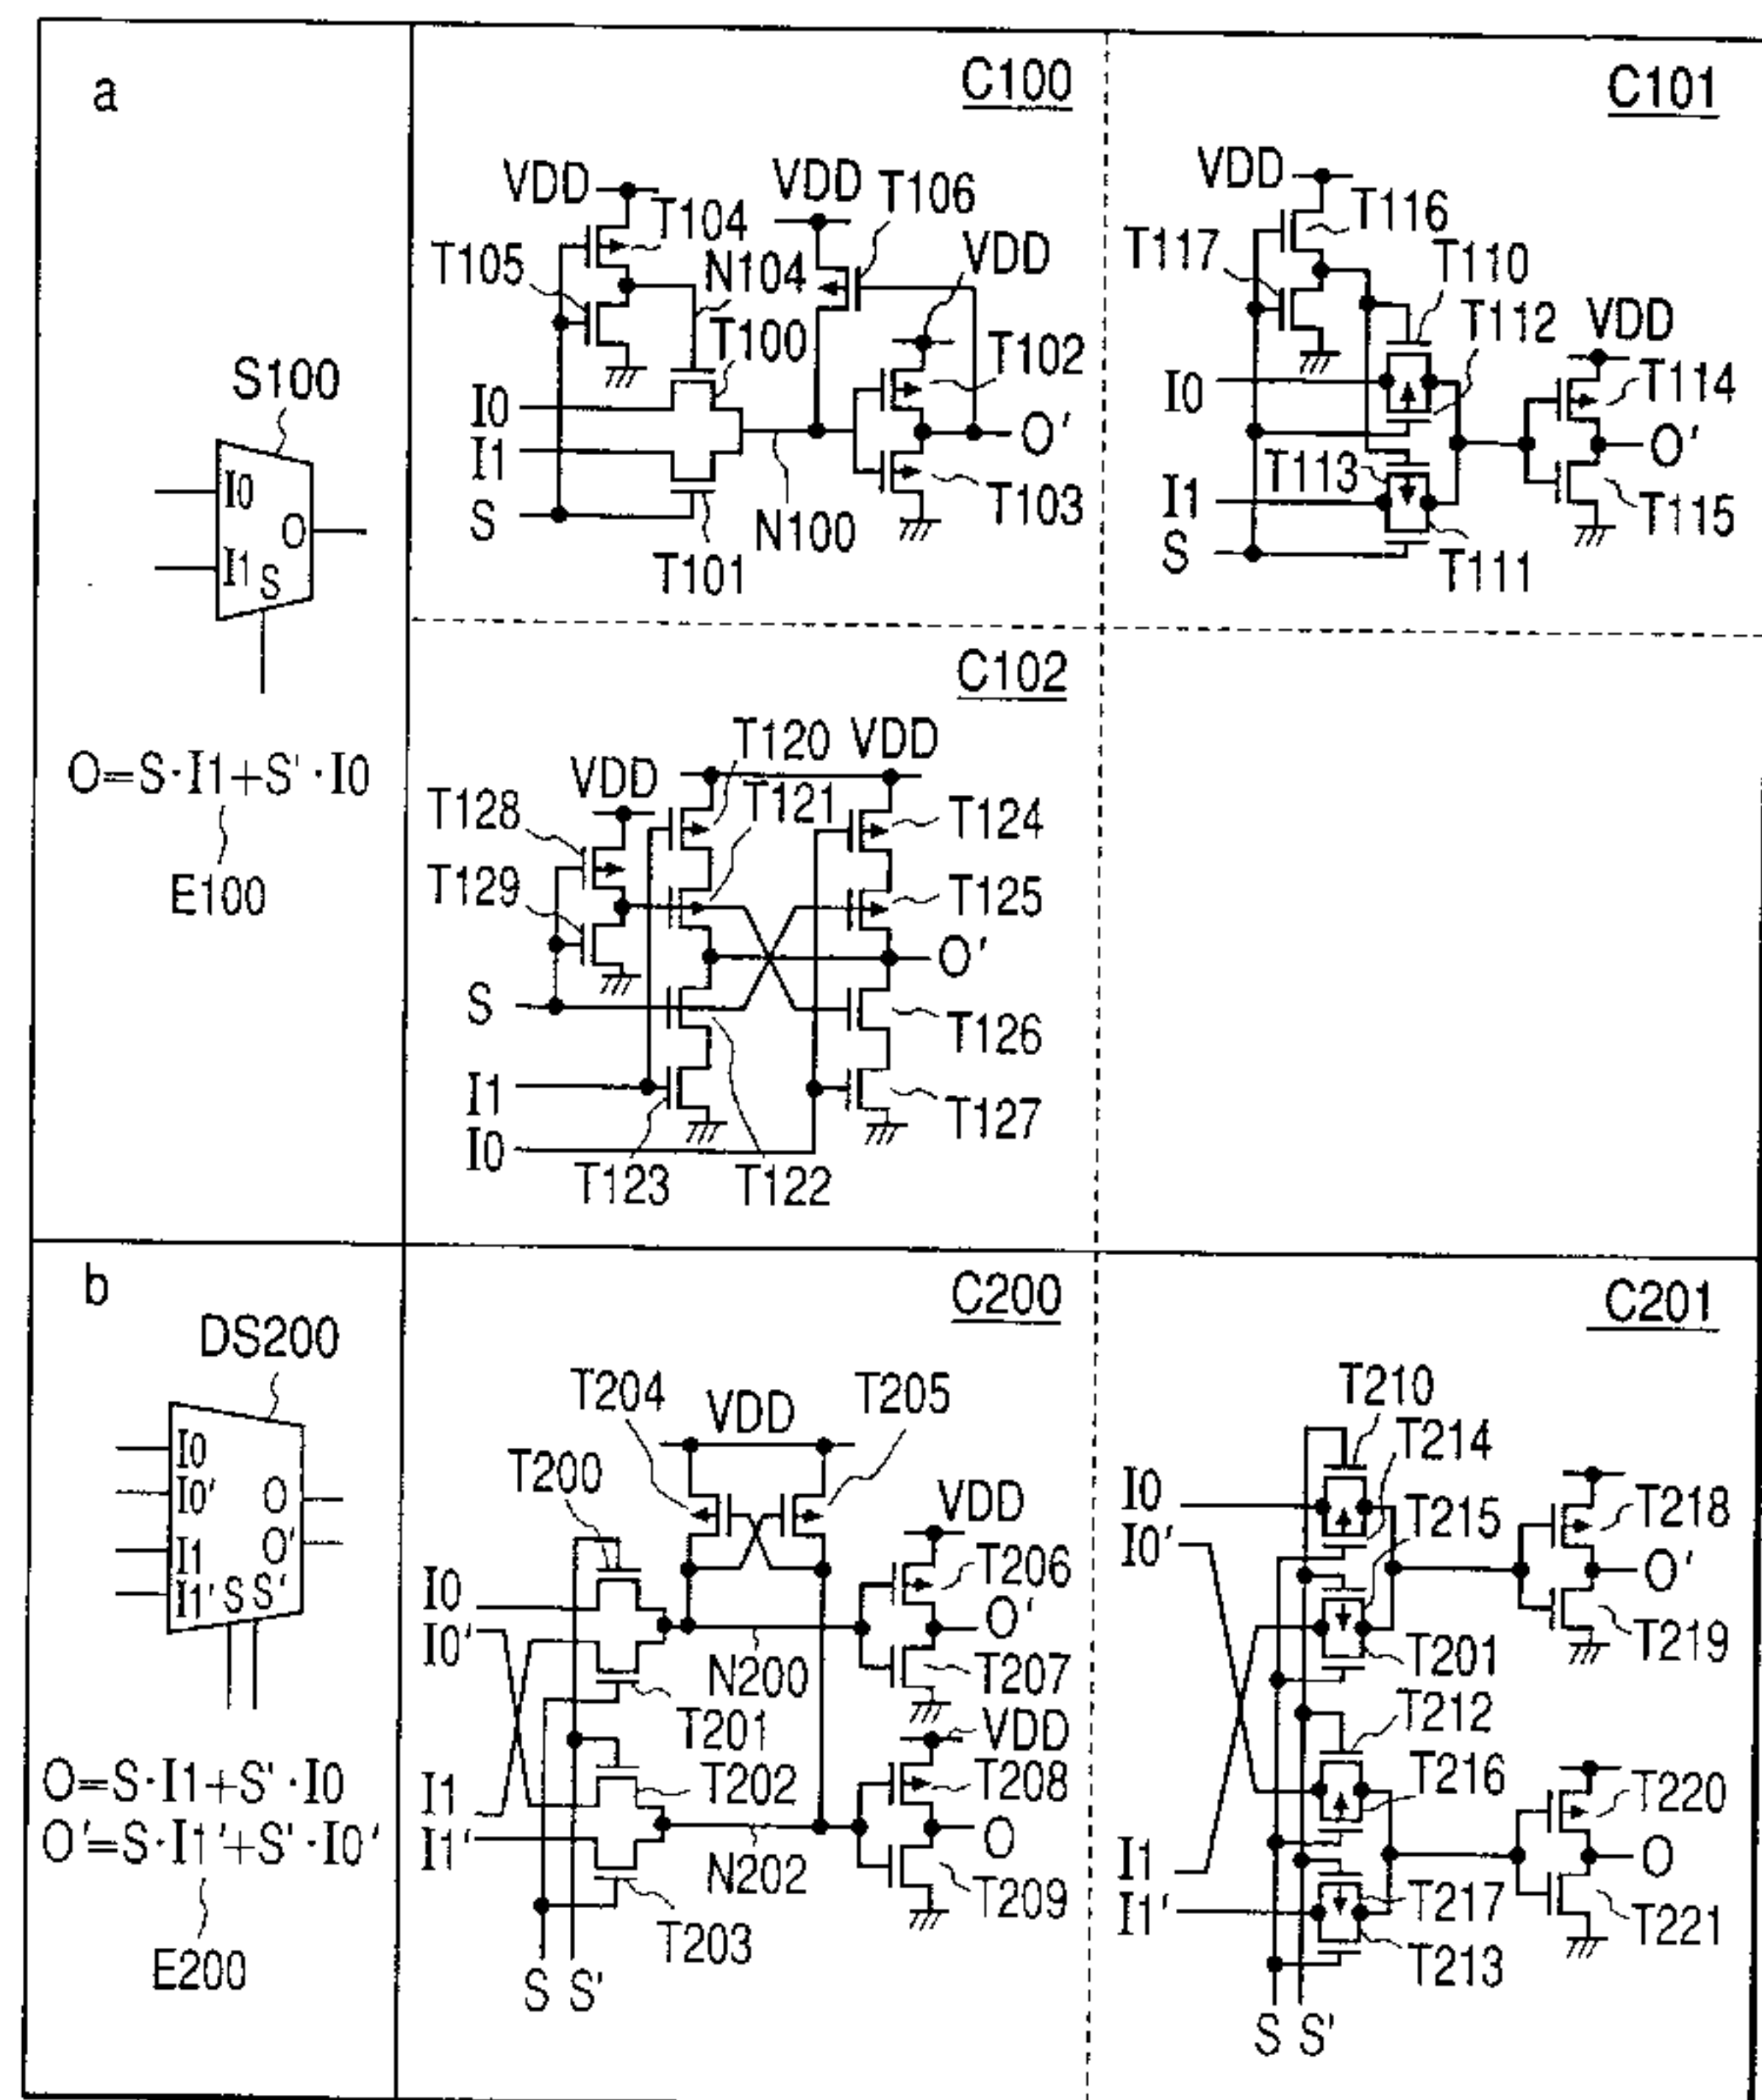 a
S100
I0
I1
S
O
O=S·I1+S'·I0
E100
C100
VDD
T104
T105
N104
VDD
T106
VDD
T100
T102
I0
I1
S
O'
T103
N100
T101
C101
VDD
T116
T117
T110
T112
VDD
I0
T114
O'
T113
I1
S
T115
T111
C102
T120
VDD
VDD
T121
T128
T124
T129
T125
O'
S
T126
I1
T127
I0
T123
T122
b
DS200
I0
I0'
I1
I1'
S
S'
O
O'
O=S·I1+S'·I0
O'=S·I1'+S'·I0'
E200
C200
T204
VDD
T205
T200
VDD
T206
I0
I0'
O'
N200
T207
T201
VDD
T202
T208
I1
I1'
O
N202
T209
T203
S
S'
C201
T210
T214
I0
I0'
T215
T218
O'
T201
T219
T212
T216
T220
I1
I1'
O
T217
T221
T213
S
S'